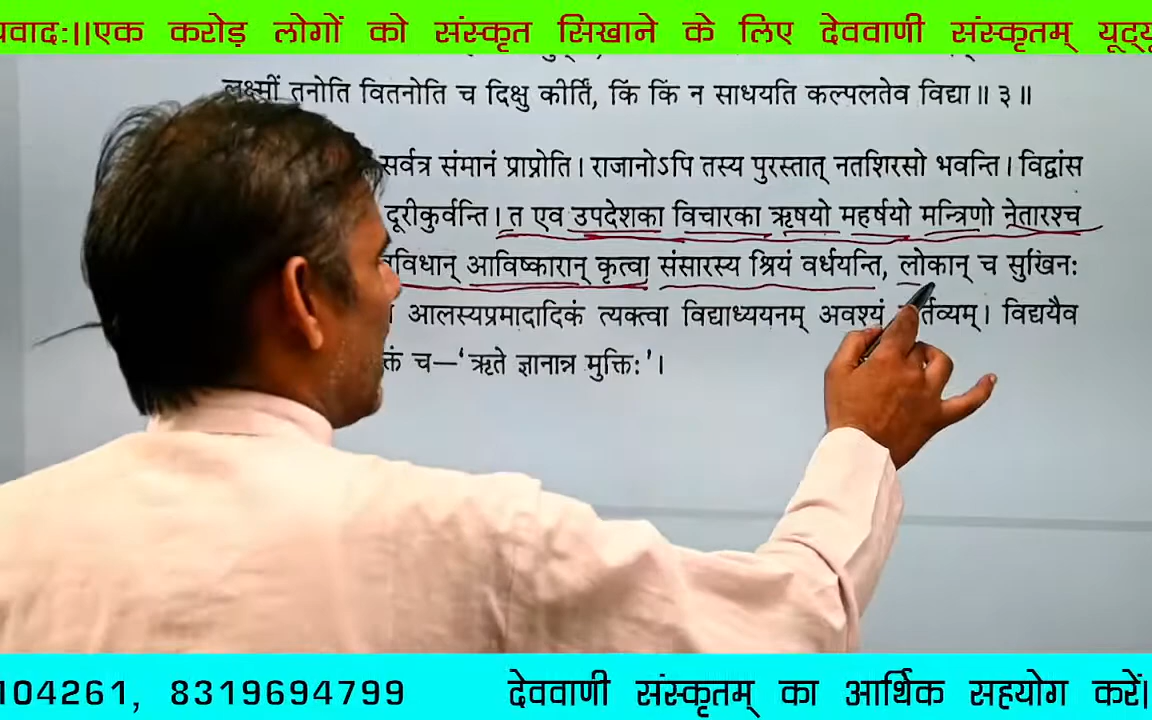 एक करोड़ लोगों को संस्कृत सिखाने के लिए देववाणी संस्कृतम्
लक्ष्मीं तनोति वितनोति च दिक्षु कीर्तिं, किं किं न साधयति कल्पलतेव विद्या॥ ३॥
सर्वत्र संमानं प्राप्नोति। राजानोऽपि तस्य पुरस्तात् नतशिरसो भवन्ति। विद्वांस
दूरीकुर्वन्ति। त एव उपदेशका विचारका ऋषयो महर्षयो मन्त्रिणो नेतारश्च
विधान् आविष्कारान् कृत्वा संसारस्य श्रियं वर्धयन्ति, लोकान् च सुखिनः
आलस्यप्रमादादिकं त्यक्त्वा विद्याध्ययनम् अवश्यं विद्ययैव
च—‘ऋते ज्ञानान्न मुक्तिः’।
104261, 8319694799 देववाणी संस्कृतम् का आर्थिक सहयोग करें।